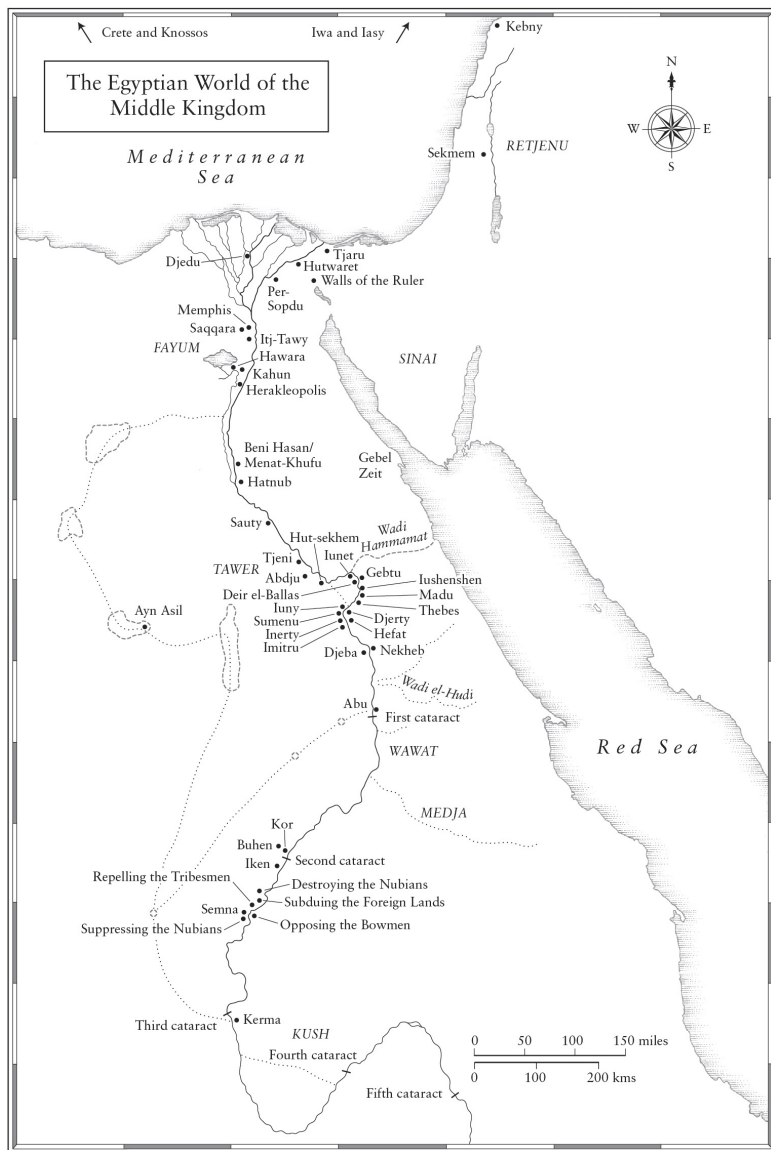 Crete and Knossos
Iwa and Iasy
Kebny
The Egyptian World of the
Middle Kingdom
N
W
E
S
Mediterranean
Sea
Sekmem
RETJENU
Djedu
Tjaru
Hutwaret
Walls of the Ruler
Per-
Sopdu
Memphis
Saqqara
Itj-Tawy
FAYUM
Hawara
SINAI
Kahun
Herakleopolis
Beni Hasan/
Menat-Khufu
Gebel
Zeit
Hatnub
Sauty
Hut-sekhem
Wadi
Hammamat
Iunet
Tjeni
TAWER
Abdju
Gebtu
Iushenshen
Deir el-Ballas
Madu
Iuny
Thebes
Ayn Asil
Sumenu
Djerty
Inerty
Hefat
Imitru
Djeba
Nekheb
Wadi el-Hudi
Abu
First cataract
WAWAT
Red Sea
MEDJA
Kor
Buhen
Iken
Second cataract
Repelling the Tribesmen
Destroying the Nubians
Subduing the Foreign Lands
Semna
Suppressing the Nubians
Opposing the Bowmen
Third cataract
Kerma
KUSH
Fourth cataract
Fifth cataract
0 50 100 150 miles
0 100 200 kms